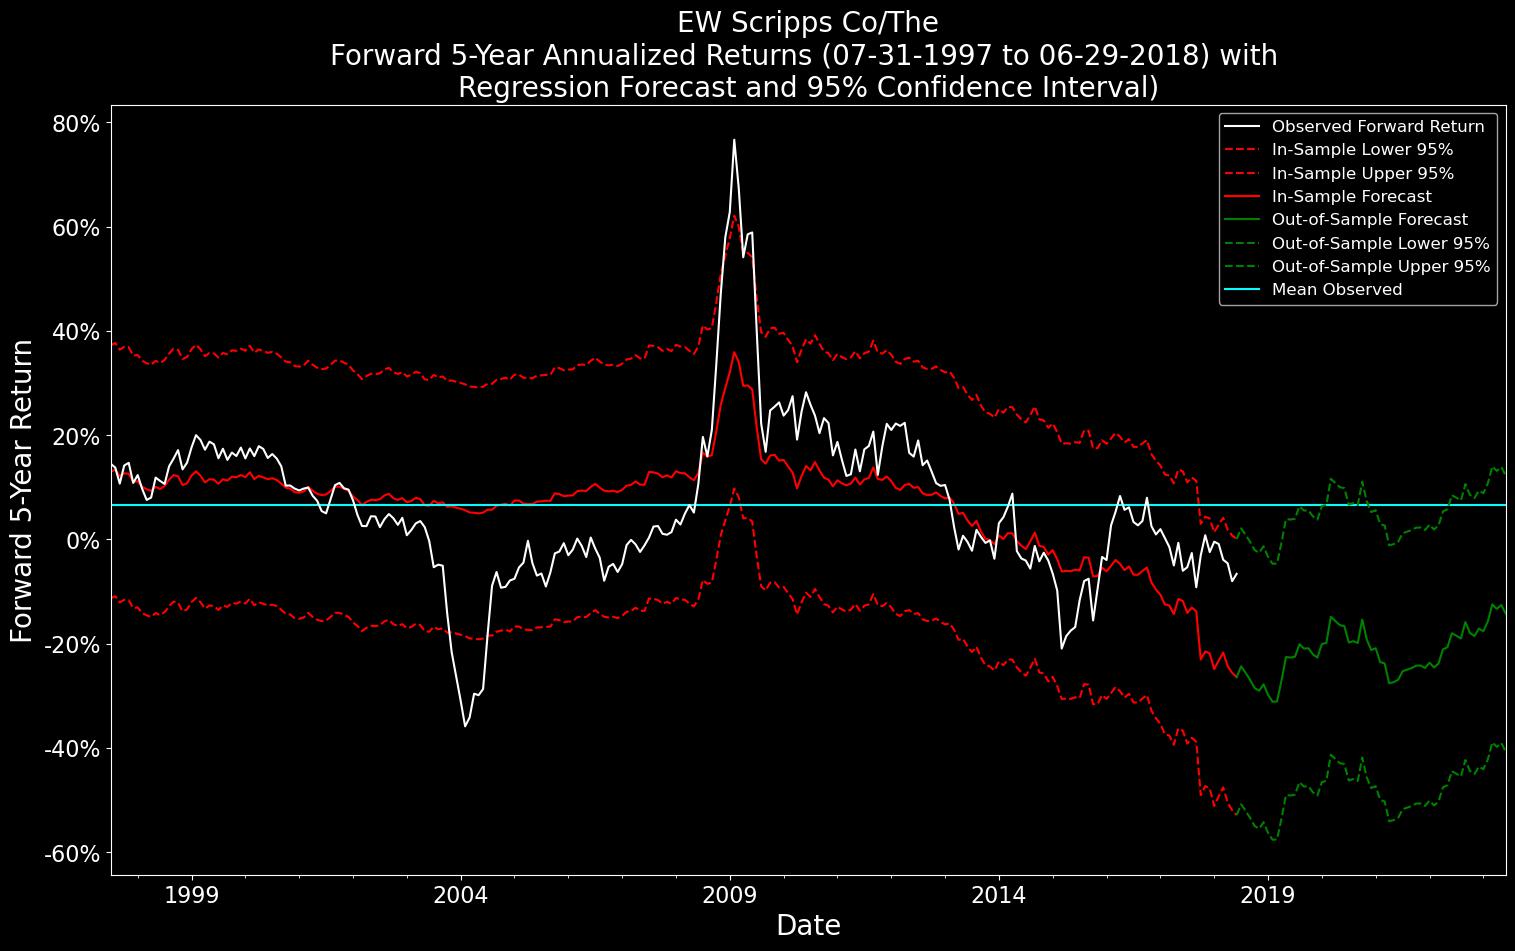 EW Scripps Co/The
Forward 5-Year Annualized Returns (07-31-1997 to 06-29-2018) with
Regression Forecast and 95% Confidence Interval)
Observed Forward Return
In-Sample Lower 95%
In-Sample Upper 95%
In-Sample Forecast
Out-of-Sample Forecast
Out-of-Sample Lower 95%
Out-of-Sample Upper 95%
Mean Observed
Forward 5-Year Return
80%
60%
40%
20%
0%
-20%
-40%
-60%
1999
2004
2009
2014
2019
Date